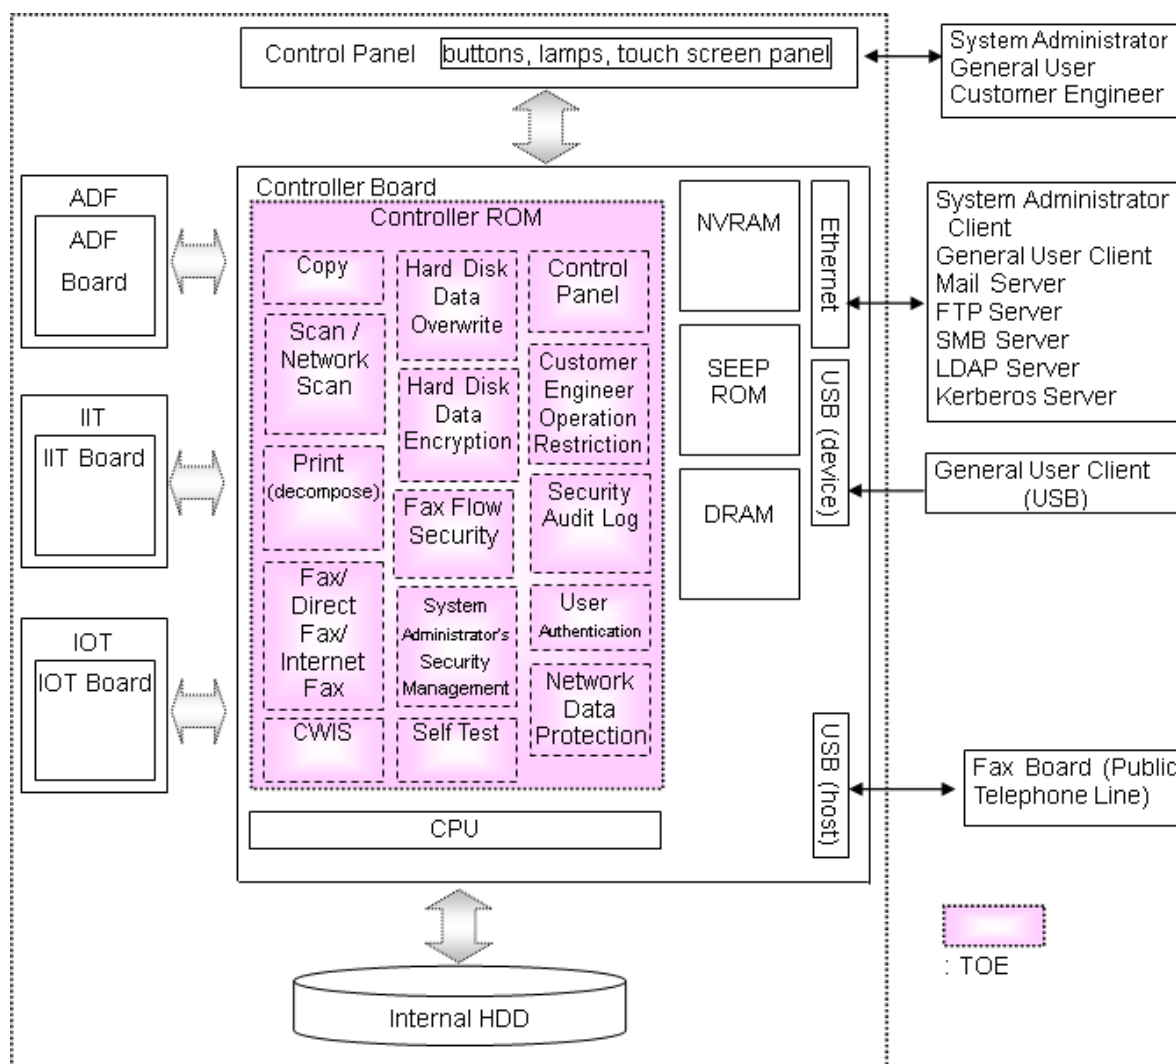 Control Panel buttons, lamps, touch screen panel
System Administrator
General User
Customer Engineer
ADF
ADF
Board
IIT
IIT Board
IOT
IOT Board
Controller Board
Controller ROM
Copy
Scan /
Network
Scan
Print
(decompose)
Fax/
Direct
Fax/
Internet
Fax
CWIS
Hard Disk
Data
Overwrite
Hard Disk
Data
Encryption
Fax Flow
Security
System
Administrator's
Security
Management
Self Test
Control
Panel
Customer
Engineer
Operation
Restriction
Security
Audit Log
User
Authentication
Network
Data
Protection
NVRAM
SEEP
ROM
DRAM
Ethernet
USB (device)
USB (host)
CPU
System Administrator
Client
General User Client
Mail Server
FTP Server
SMB Server
LDAP Server
Kerberos Server
General User Client
(USB)
Fax Board (Public
Telephone Line)
: TOE
Internal HDD